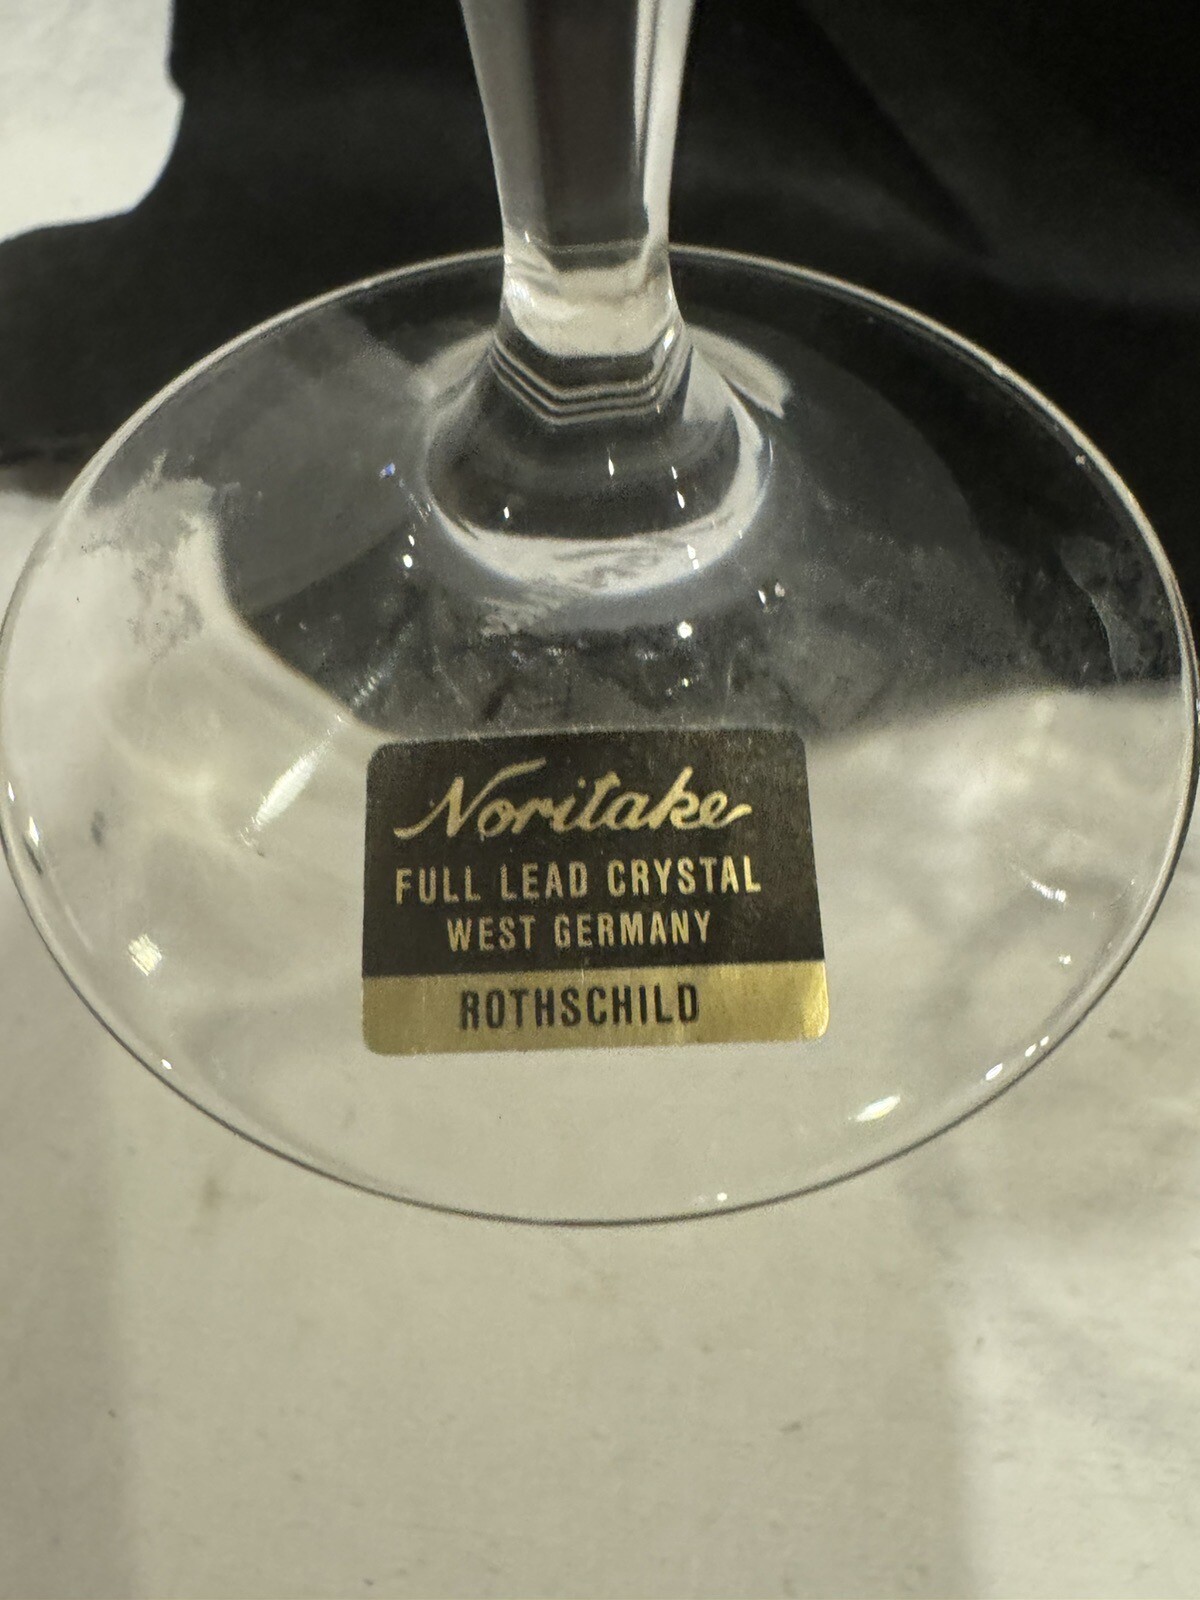 Noritake
FULL LEAD CRYSTAL
WEST GERMANY
ROTHSCHILD